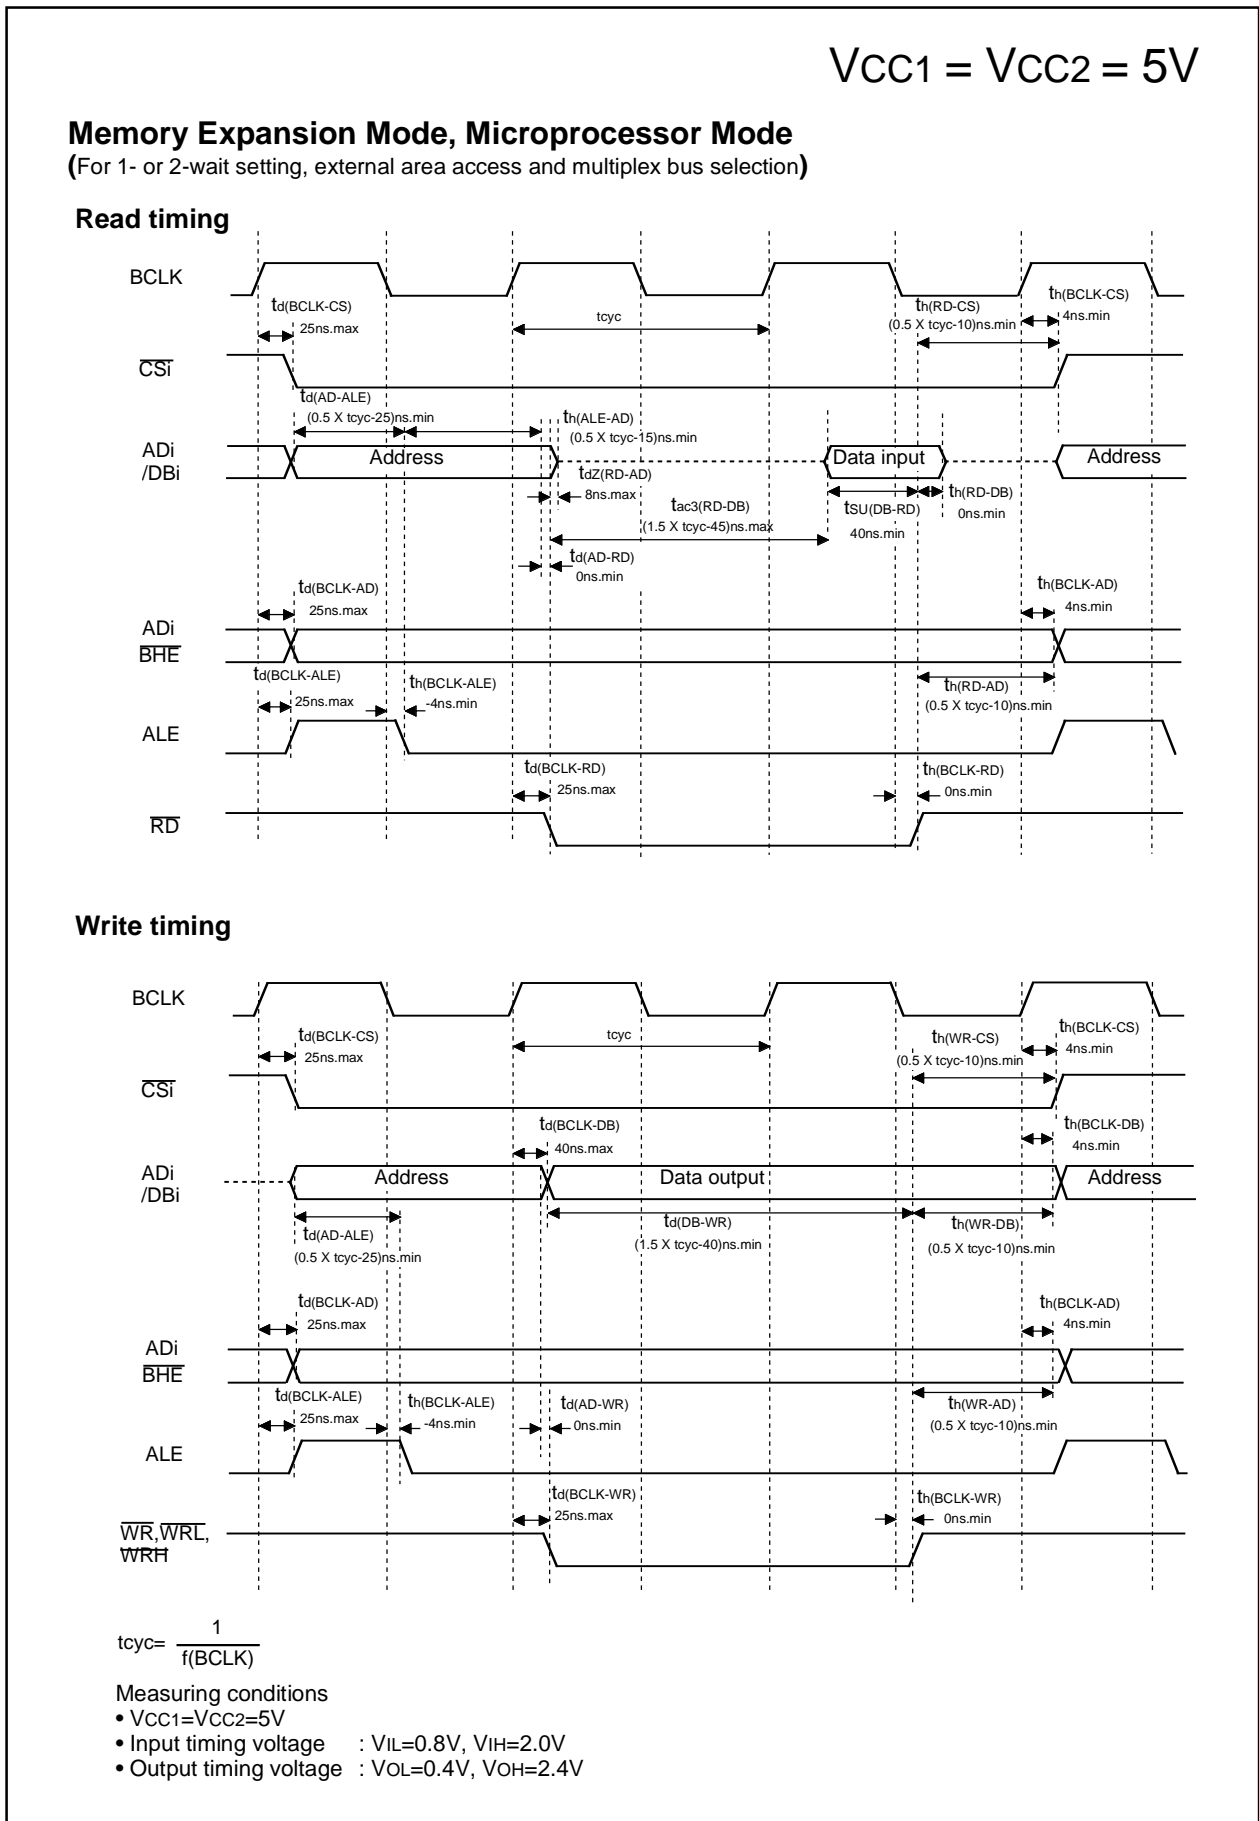 VCC1 = VCC2 = 5V
Memory Expansion Mode, Microprocessor Mode
(For 1- or 2-wait setting, external area access and multiplex bus selection)
Read timing
BCLK
td(BCLK-CS)
25ns.max
tcyc
th(RD-CS)
(0.5 X tcyc-10)ns.min
th(BCLK-CS)
4ns.min
CSi
td(AD-ALE)
(0.5 X tcyc-25)ns.min
th(ALE-AD)
(0.5 X tcyc-15)ns.min
ADi
/DBi
Address
Data input
Address
tdZ(RD-AD)
8ns.max
tac3(RD-DB)
(1.5 X tcyc-45)ns.max
tSU(DB-RD)
40ns.min
th(RD-DB)
0ns.min
td(AD-RD)
0ns.min
td(BCLK-AD)
25ns.max
th(BCLK-AD)
4ns.min
ADi
BHE
td(BCLK-ALE)
25ns.max
th(BCLK-ALE)
-4ns.min
th(RD-AD)
(0.5 X tcyc-10)ns.min
ALE
td(BCLK-RD)
25ns.max
th(BCLK-RD)
0ns.min
RD
Write timing
BCLK
td(BCLK-CS)
25ns.max
tcyc
th(WR-CS)
(0.5 X tcyc-10)ns.min
th(BCLK-CS)
4ns.min
CSi
td(BCLK-DB)
40ns.max
th(BCLK-DB)
4ns.min
ADi
/DBi
Address
Data output
Address
td(AD-ALE)
(0.5 X tcyc-25)ns.min
td(DB-WR)
(1.5 X tcyc-40)ns.min
th(WR-DB)
(0.5 X tcyc-10)ns.min
td(BCLK-AD)
25ns.max
th(BCLK-AD)
4ns.min
ADi
BHE
td(BCLK-ALE)
25ns.max
th(BCLK-ALE)
-4ns.min
td(AD-WR)
0ns.min
th(WR-AD)
(0.5 X tcyc-10)ns.min
ALE
td(BCLK-WR)
25ns.max
th(BCLK-WR)
0ns.min
WR,WRL,
WRH
tcyc= 1
f(BCLK)
Measuring conditions
• VCC1=VCC2=5V
• Input timing voltage : VIL=0.8V, VIH=2.0V
• Output timing voltage : VOL=0.4V, VOH=2.4V